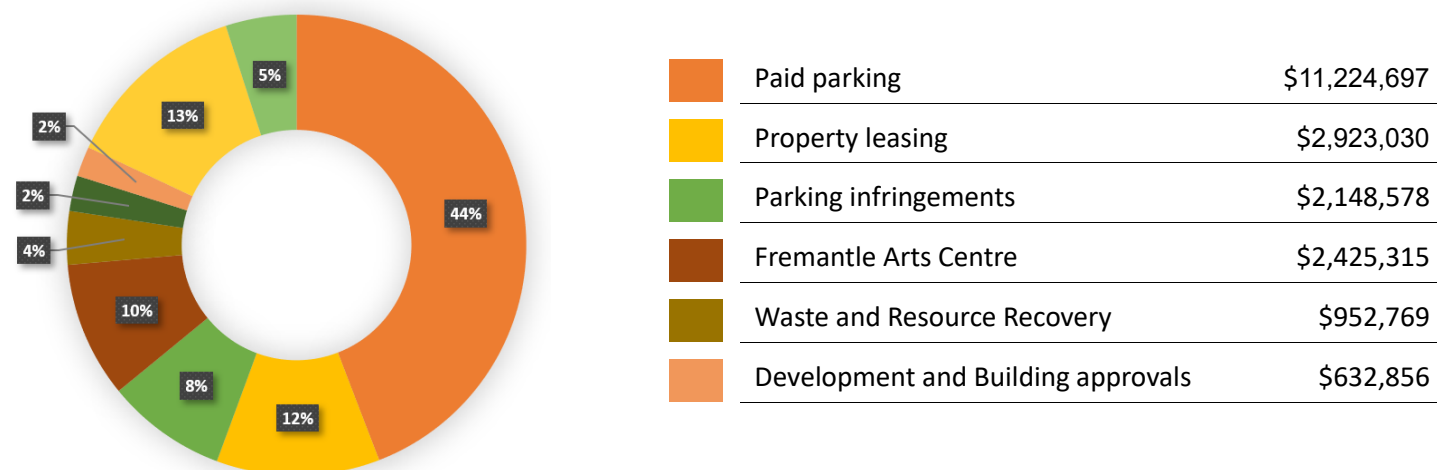 5%
13%
2%
2%
4%
10%
8%
12%
44%
Paid parking $11,224,697
Property leasing $2,923,030
Parking infringements $2,148,578
Fremantle Arts Centre $2,425,315
Waste and Resource Recovery $952,769
Development and Building approvals $632,856